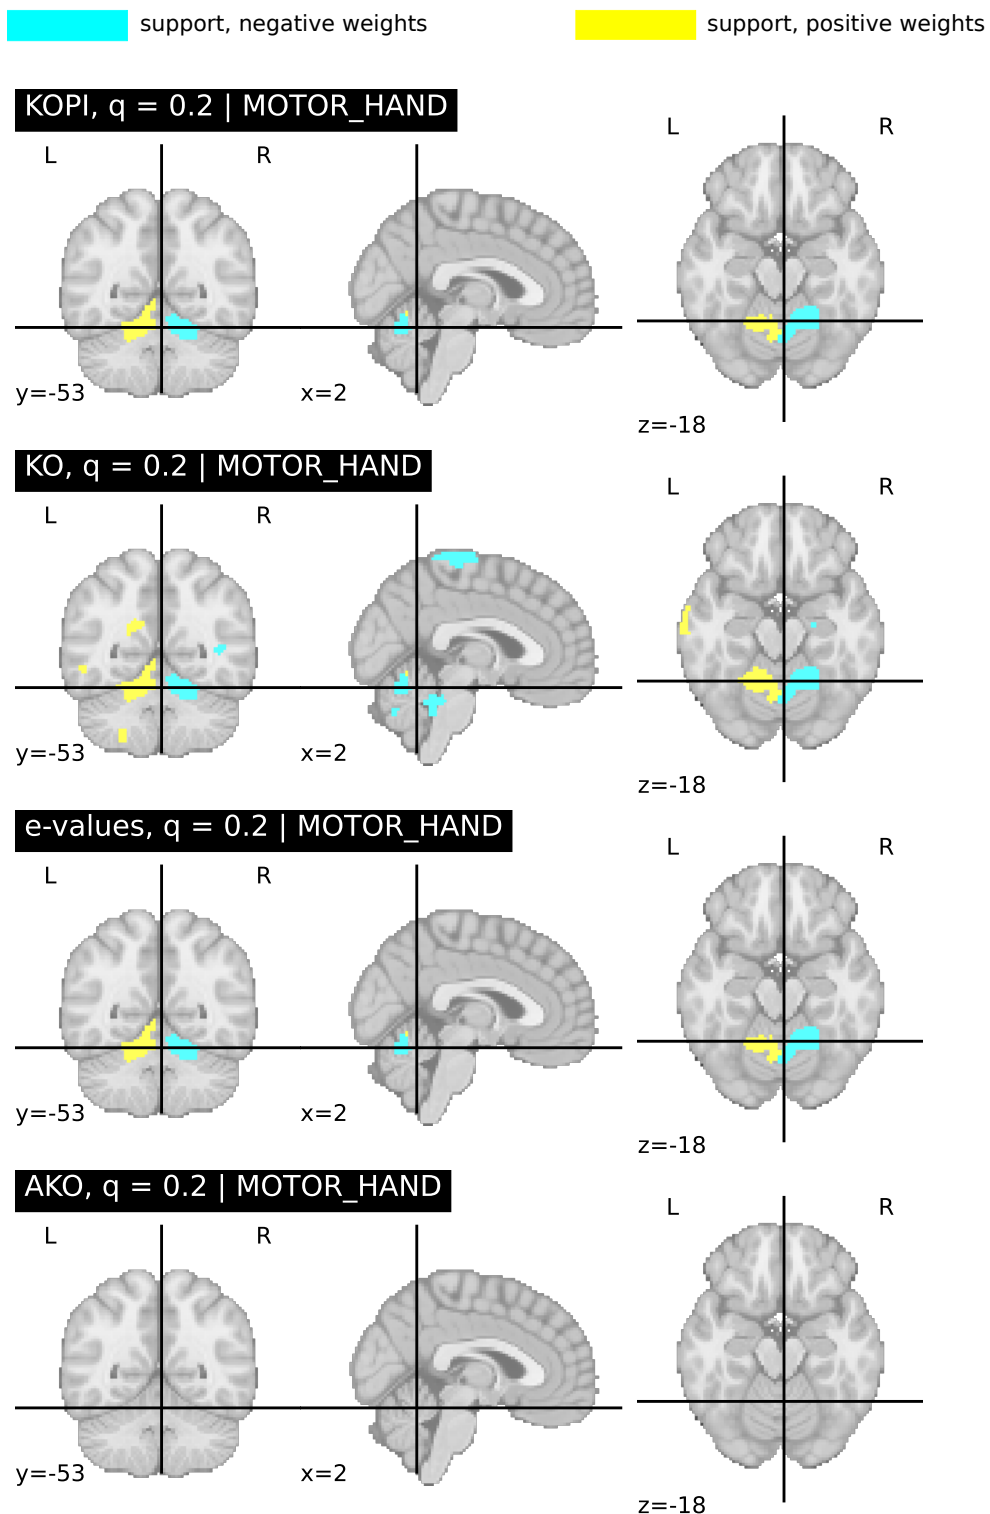 support, negative weights
support, positive weights
KOPI, q = 0.2 | MOTOR_HAND
L R L R
y=-53 x=2 z=-18
KO, q = 0.2 | MOTOR_HAND
L R L R
y=-53 x=2 z=-18
e-values, q = 0.2 | MOTOR_HAND
L R L R
y=-53 x=2 z=-18
AKO, q = 0.2 | MOTOR_HAND
L R L R
y=-53 x=2 z=-18